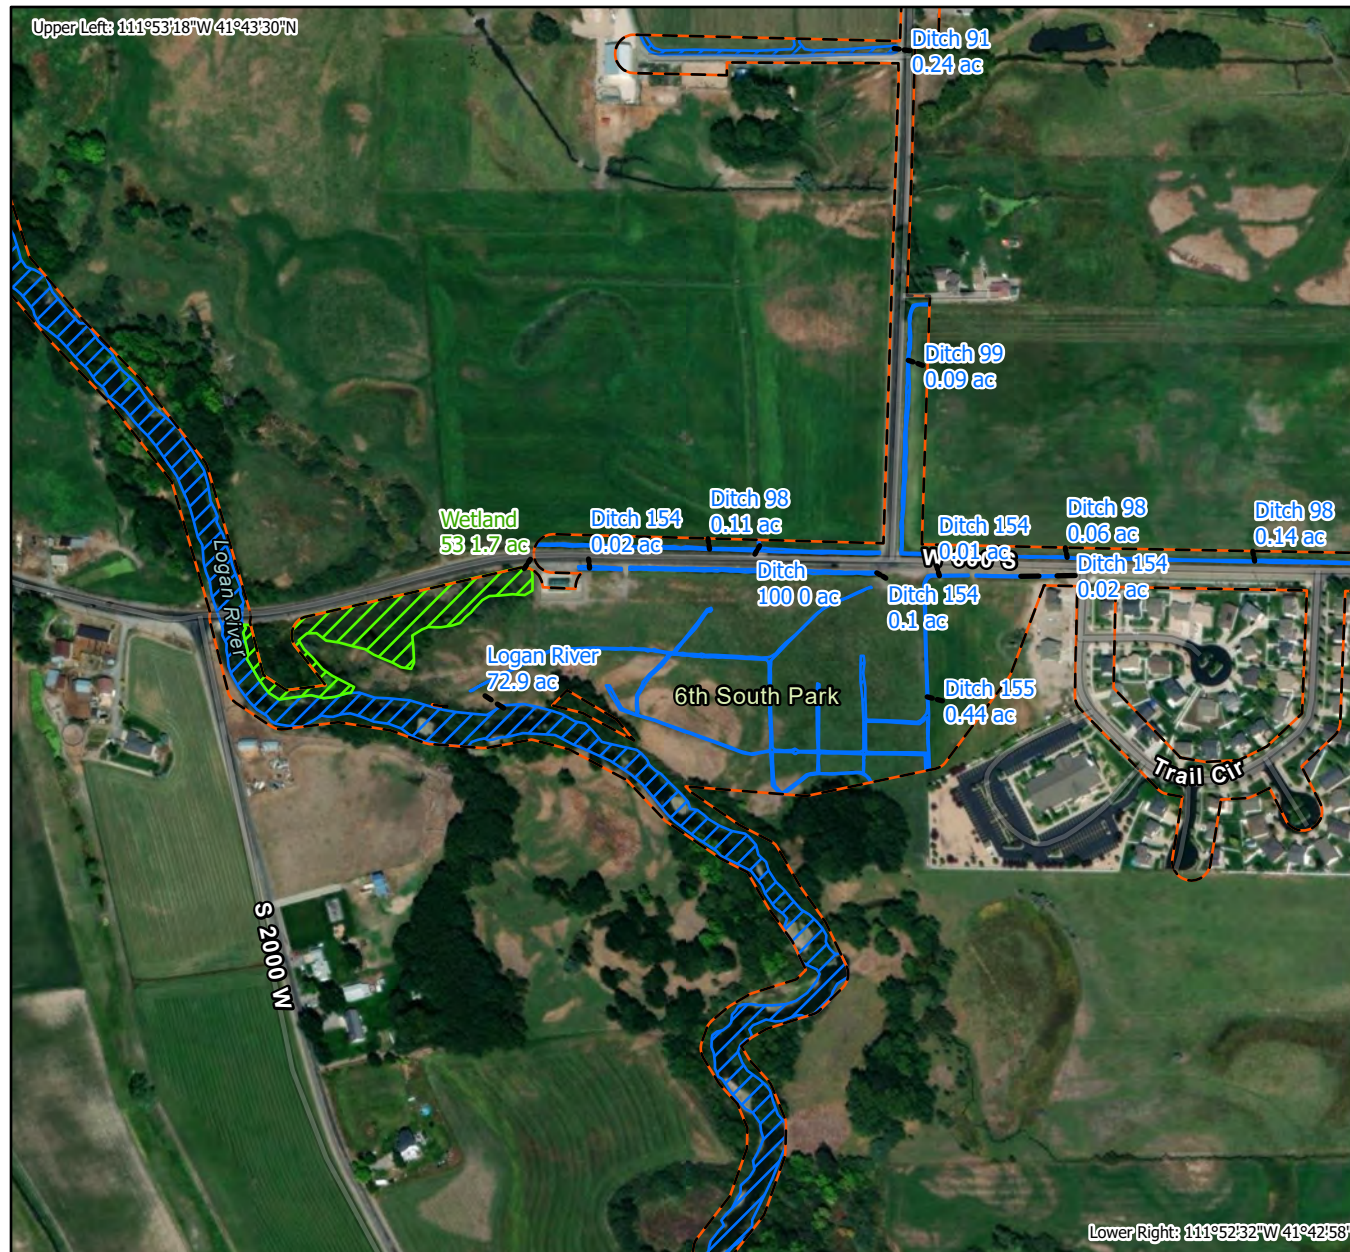 Upper Left: 111°53'18"W 41°43'30"N
Ditch 91
0.24 ac
Ditch 99
0.09 ac
Wetland
53 1.7 ac
Ditch 154
0.02 ac
Ditch 98
0.11 ac
Ditch 154
0.01 ac
Ditch 98
0.06 ac
Ditch 98
0.14 ac
Ditch
100 0 ac
Ditch 154
0.1 ac
Ditch 154
0.02 ac
Logan River
Logan River
72.9 ac
6th South Park
Ditch 155
0.44 ac
Trail Cir
S 2000 W
Lower Right: 111°52'32"W 41°42'58"